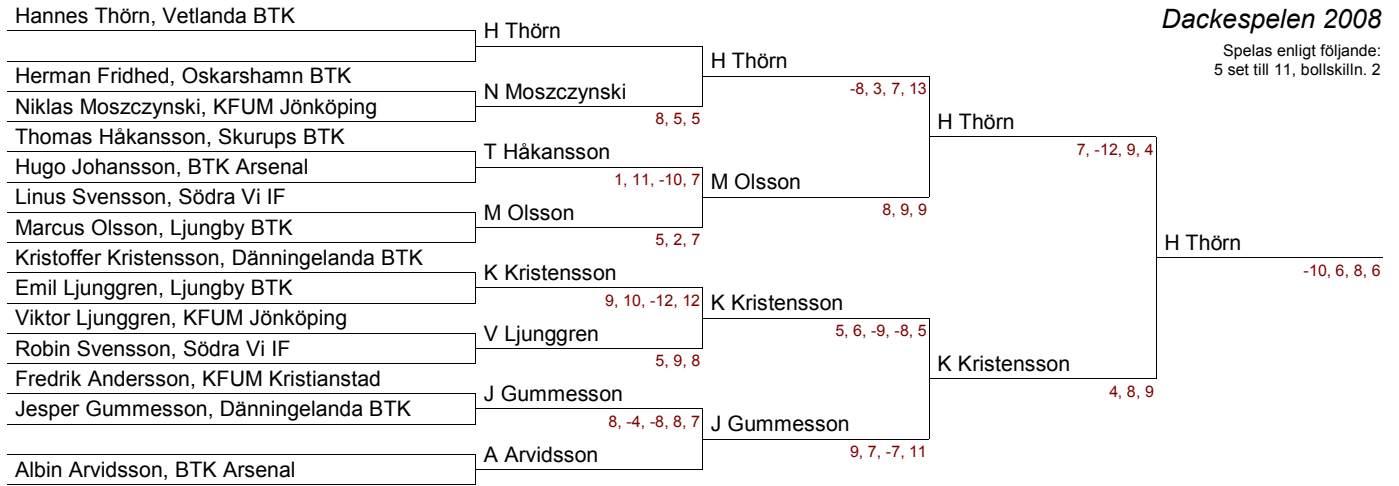 Dackespelen 2008
Spelas enligt följande:
5 set till 11, bollskilln. 2
Hannes Thörn, Vetlanda BTK
Herman Fridhed, Oskarshamn BTK
Niklas Moszczynski, KFUM Jönköping
Thomas Håkansson, Skurups BTK
Hugo Johansson, BTK Arsenal
Linus Svensson, Södra Vi IF
Marcus Olsson, Ljungby BTK
Kristoffer Kristensson, Dänningelanda BTK
Emil Ljunggren, Ljungby BTK
Viktor Ljunggren, KFUM Jönköping
Robin Svensson, Södra Vi IF
Fredrik Andersson, KFUM Kristianstad
Jesper Gummesson, Dänningelanda BTK
Albin Arvidsson, BTK Arsenal
H Thörn
N Moszczynski
8, 5, 5
T Håkansson
1, 11, -10, 7
M Olsson
5, 2, 7
K Kristensson
9, 10, -12, 12
V Ljunggren
5, 9, 8
J Gummesson
8, -4, -8, 8, 7
A Arvidsson
H Thörn
-8, 3, 7, 13
M Olsson
8, 9, 9
K Kristensson
5, 6, -9, -8, 5
J Gummesson
9, 7, -7, 11
H Thörn
7, -12, 9, 4
K Kristensson
4, 8, 9
H Thörn
-10, 6, 8, 6